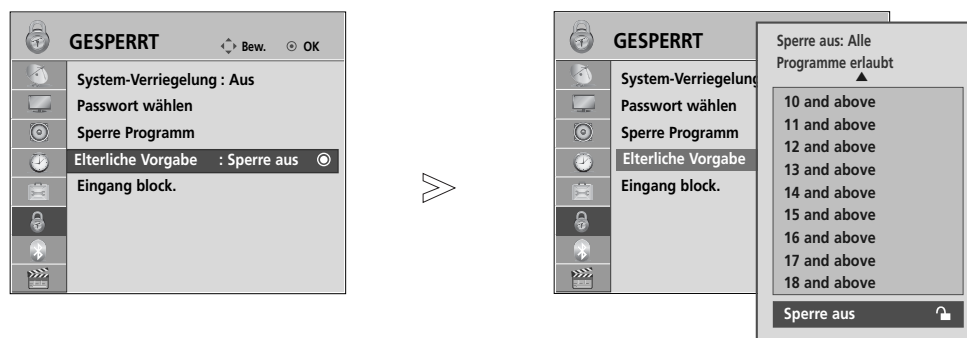 GESPERRT Bew. OK
System-Verriegelung : Aus
Passwort wählen
Sperre Programm
Elterliche Vorgabe : Sperre aus
Eingang block.
GESPERRT
System-Verriegelung
Passwort wählen
Sperre Programm
Elterliche Vorgabe
Eingang block.
Sperre aus: Alle
Programme erlaubt
10 and above
11 and above
12 and above
13 and above
14 and above
15 and above
16 and above
17 and above
18 and above
Sperre aus